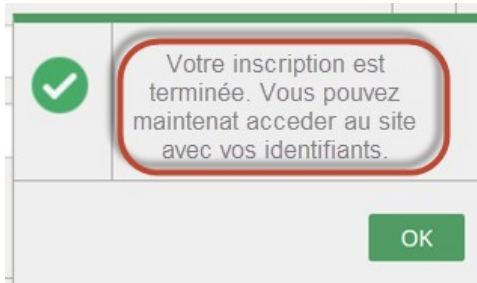 Votre inscription est
terminée. Vous pouvez
maintenat acceder au site
avec vos identifiants.
OK